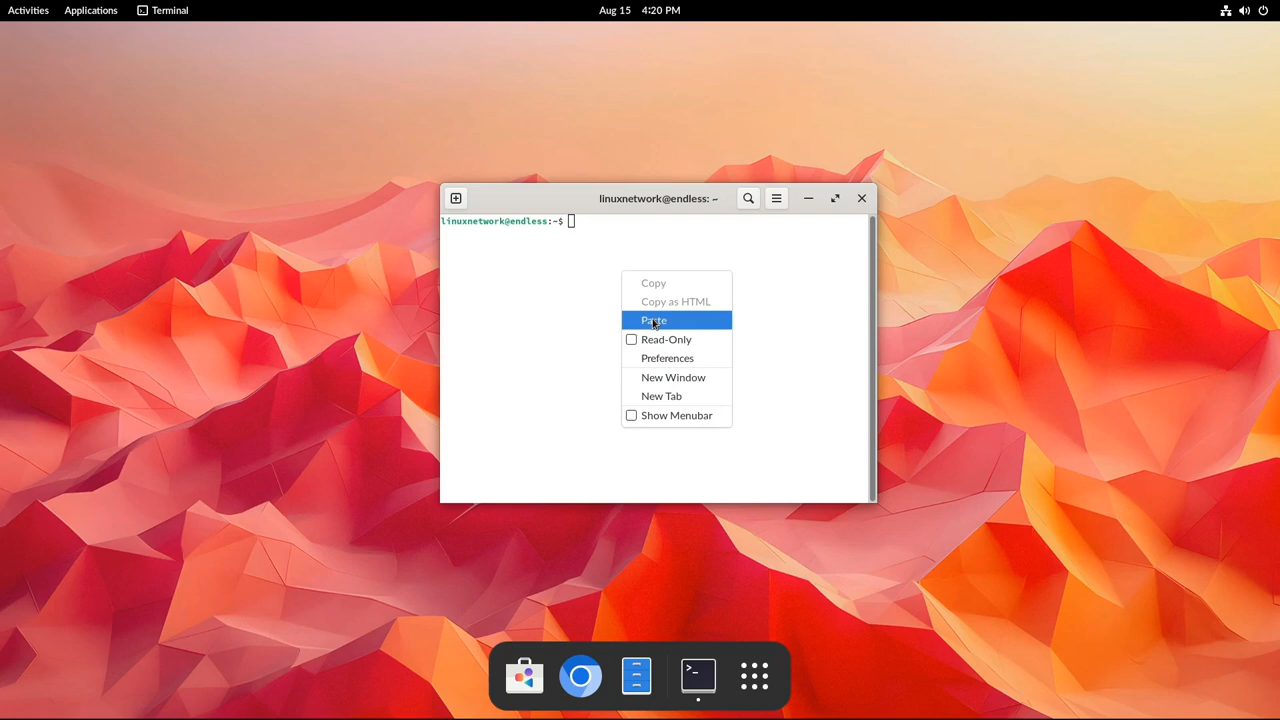 Activities Applications Terminal Aug 15 4:20 PM
linuxnetwork@endless: ~
linuxnetwork@endless:~$
Copy
Copy as HTML
Paste
Read-Only
Preferences
New Window
New Tab
Show Menubar
>_